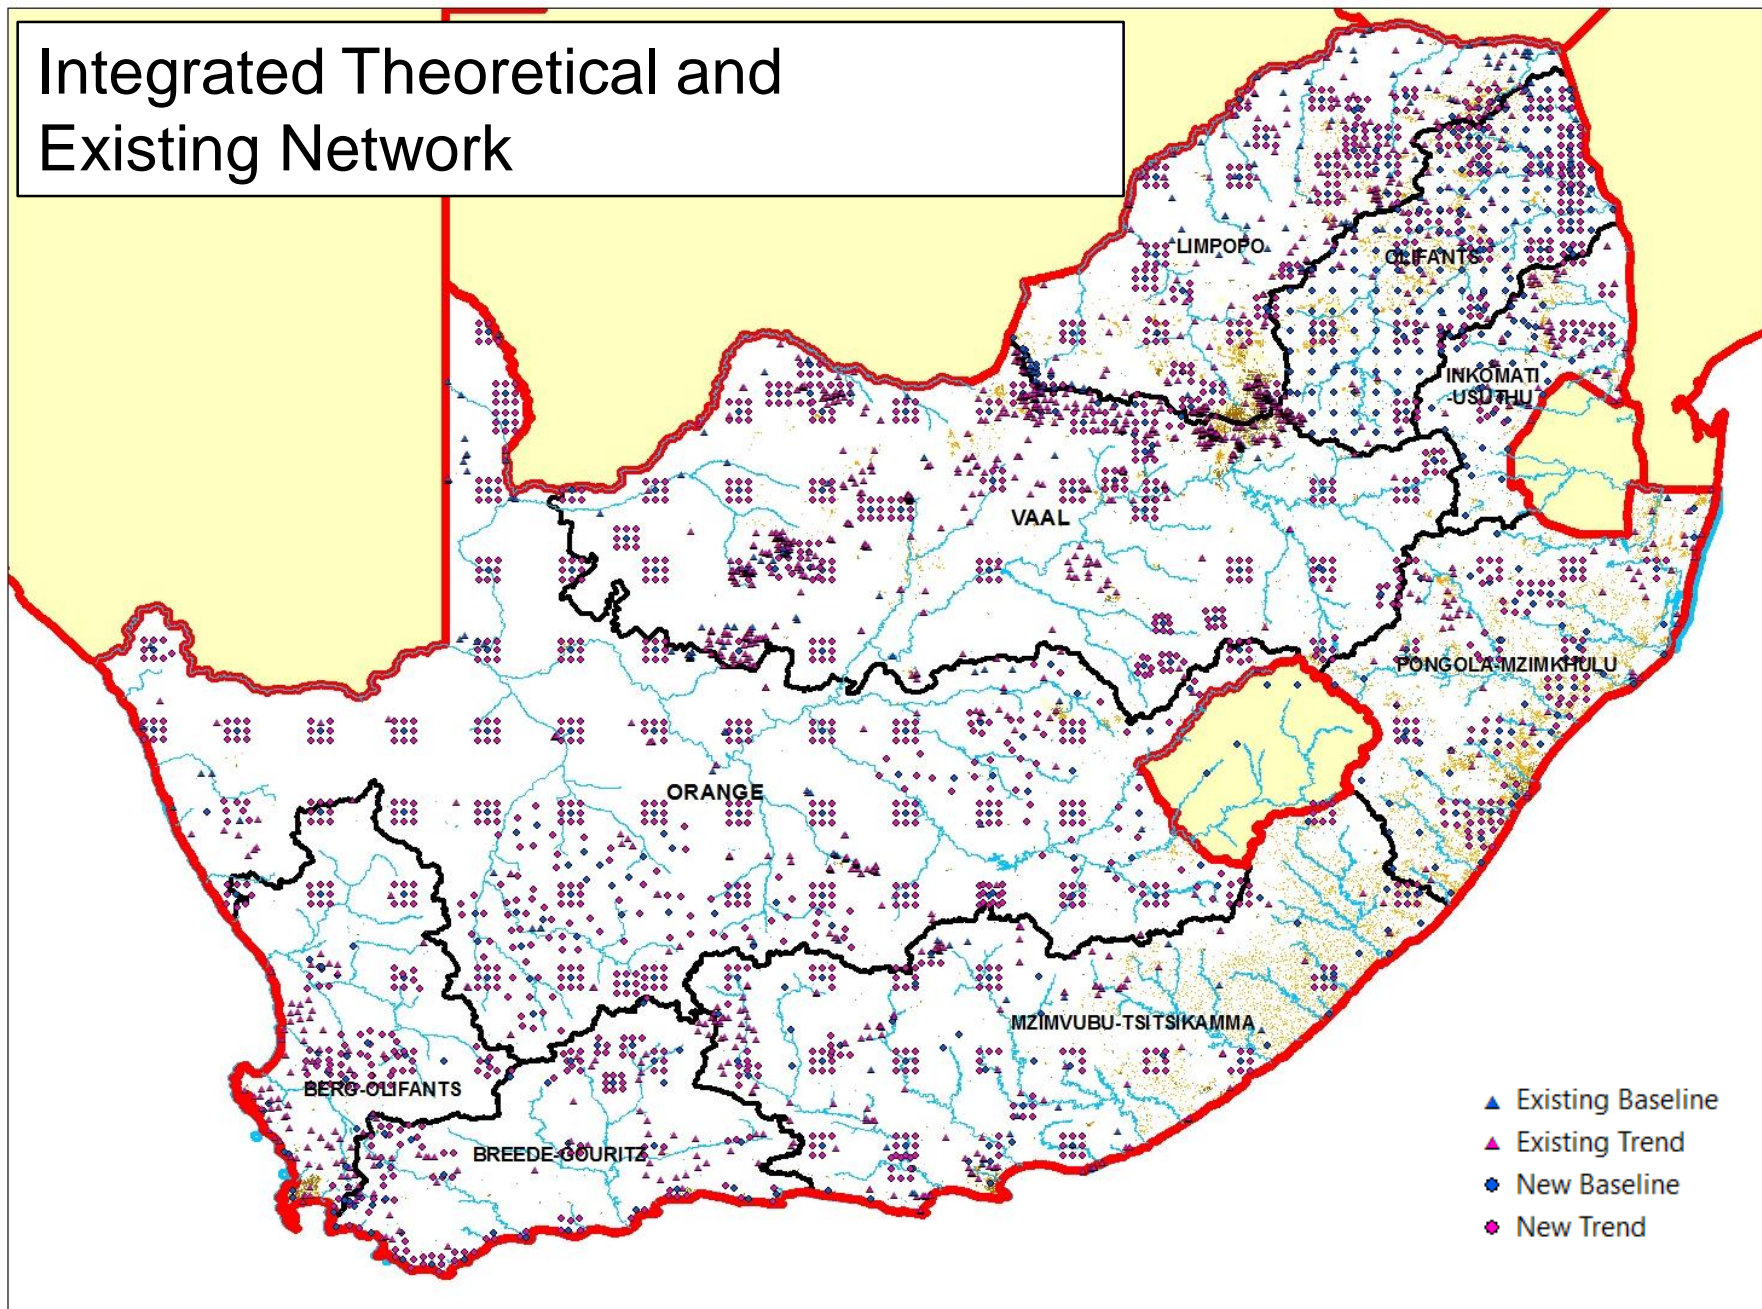 Integrated Theoretical and
Existing Network
LIMPOPO
OLIFANTS
INKOMATI
-USUTHU
VAAL
PONGOLA-MZIMKHULU
ORANGE
MZIMVUBU-TSITSIKAMMA
BERG-OLIFANTS
BREEDE-GOURITZ
Existing Baseline
Existing Trend
New Baseline
New Trend